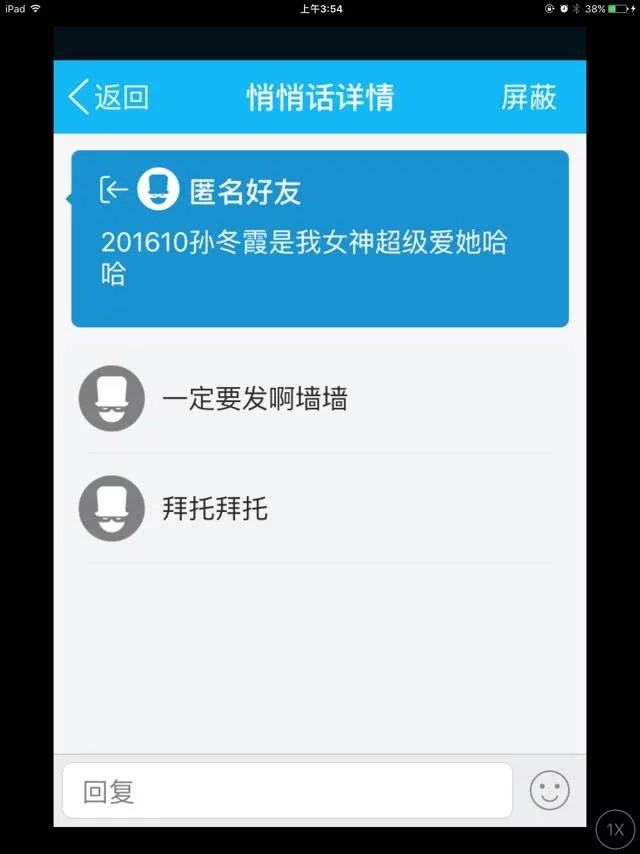 iPad 上午3:54 38%
返回 悄悄话详情 屏蔽
匿名好友
201610孙冬霞是我女神超级爱她哈
哈
一定要发啊墙墙
拜托拜托
回复
1X